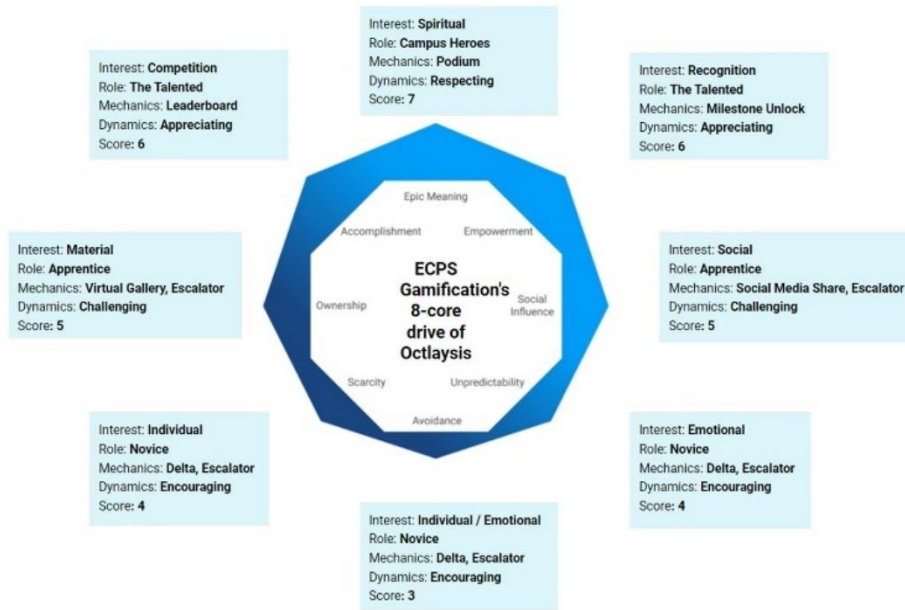 Interest: Spiritual
Role: Campus Heroes
Mechanics: Podium
Dynamics: Respecting
Score: 7
Interest: Competition
Role: The Talented
Mechanics: Leaderboard
Dynamics: Appreciating
Score: 6
Interest: Recognition
Role: The Talented
Mechanics: Milestone Unlock
Dynamics: Appreciating
Score: 6
Epic Meaning
Accomplishment
Empowerment
Interest: Material
Role: Apprentice
Mechanics: Virtual Gallery, Escalator
Dynamics: Challenging
Score: 5
Ownership
ECPS
Gamification's
8-core
drive of
Octlaysis
Social
Influence
Interest: Social
Role: Apprentice
Mechanics: Social Media Share, Escalator
Dynamics: Challenging
Score: 5
Scarcity
Unpredictability
Avoidance
Interest: Individual
Role: Novice
Mechanics: Delta, Escalator
Dynamics: Encouraging
Score: 4
Interest: Emotional
Role: Novice
Mechanics: Delta, Escalator
Dynamics: Encouraging
Score: 4
Interest: Individual / Emotional
Role: Novice
Mechanics: Delta, Escalator
Dynamics: Encouraging
Score: 3